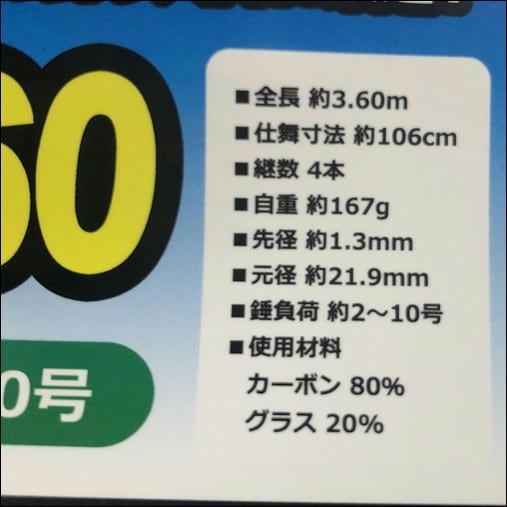 60
■全長 約3.60m
■仕舞寸法 約106cm
■継数 4本
■自重 約167g
■先径 約1.3mm
■元径 約21.9mm
■錘負荷 約2～10号
■使用材料
カーボン 80%
グラス 20%
0号